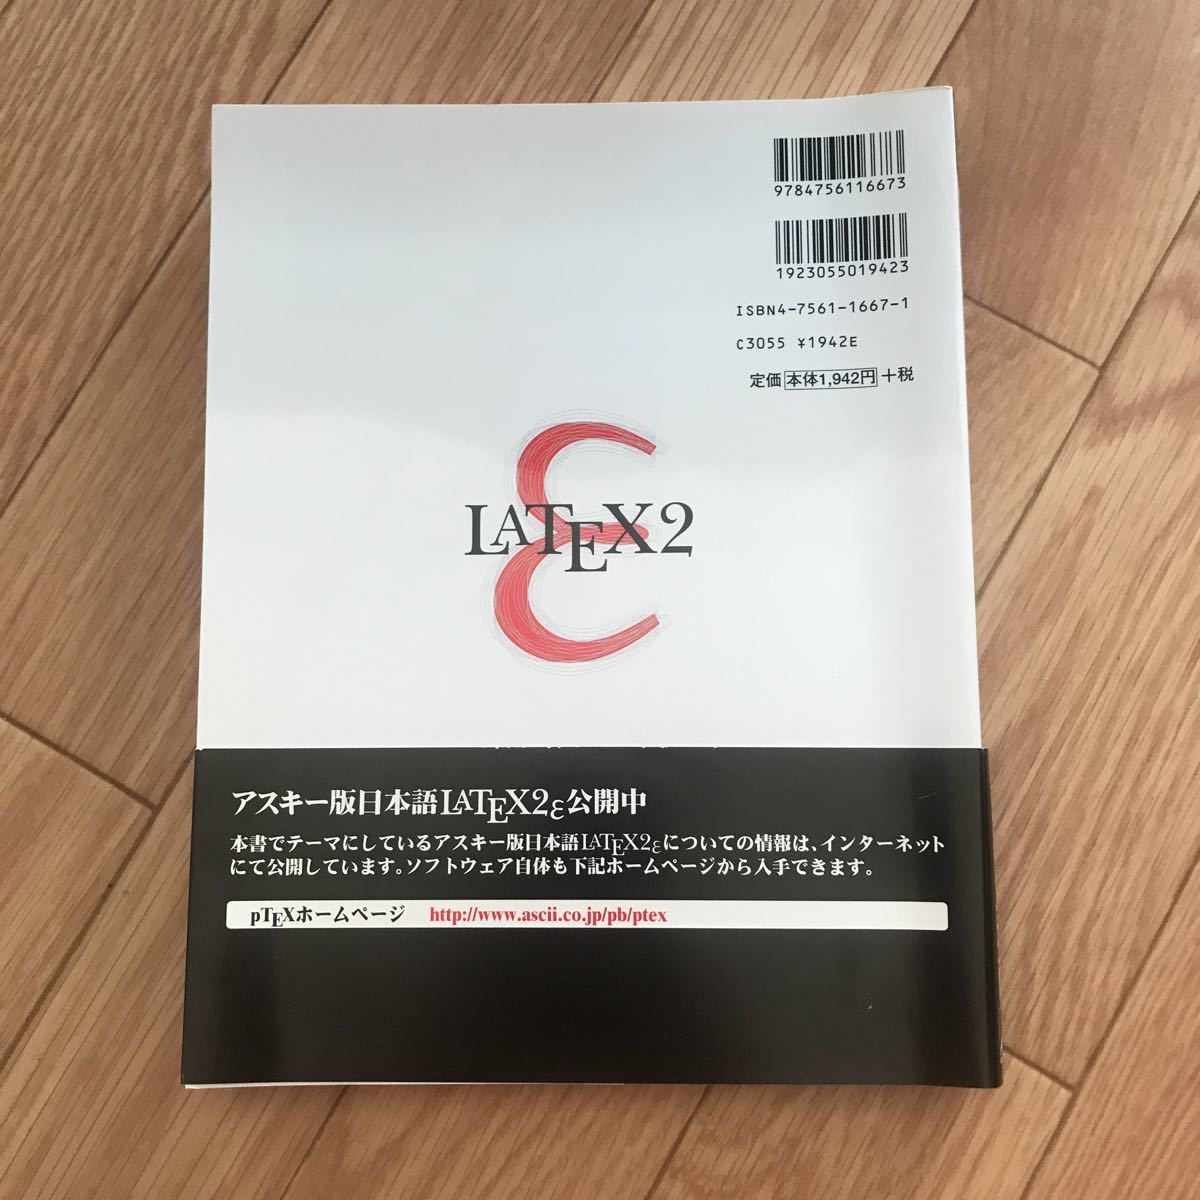 9784756116673
1923055019423
ISBN4-7561-1667-1
C3055 ¥1942E
定価 本体1,942円 +税
LATEX2ε
アスキー版日本語LATEX2ε公開中
本書でテーマにしているアスキー版日本語LATEX2εについての情報は、インターネット
にて公開しています。ソフトウェア自体も下記ホームページから入手できます。
pTEXホームページ http://www.ascii.co.jp/pb/ptex